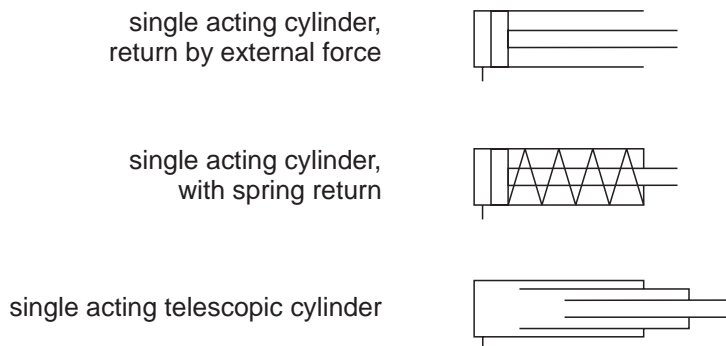 single acting cylinder,
return by external force
single acting cylinder,
with spring return
single acting telescopic cylinder